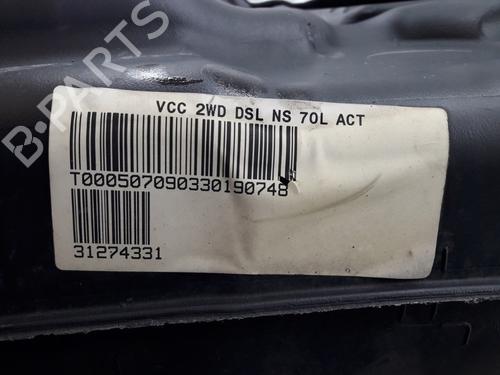 B-PARTS
VCC 2WD DSL NS 70L ACT
T000507090330190748
31274331